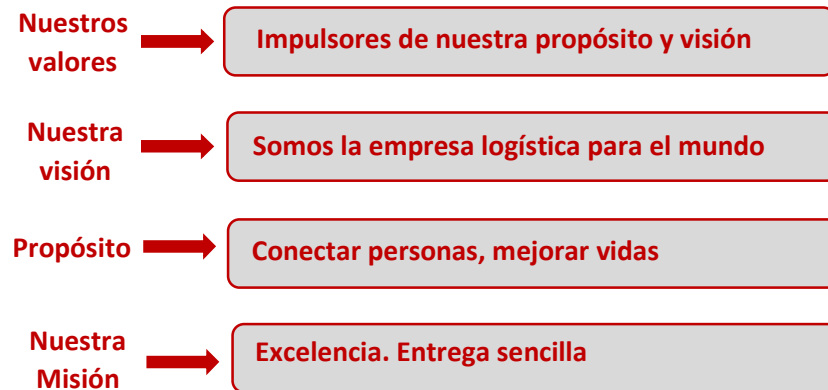 Nuestros
valores
Impulsores de nuestra propósito y visión
Nuestra
visión
Somos la empresa logística para el mundo
Propósito
Conectar personas, mejorar vidas
Nuestra
Misión
Excelencia. Entrega sencilla